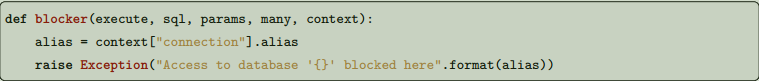 def blocker(execute, sql, params, many, context):
    alias = context["connection"].alias
    raise Exception("Access to database '{}' blocked here".format(alias))